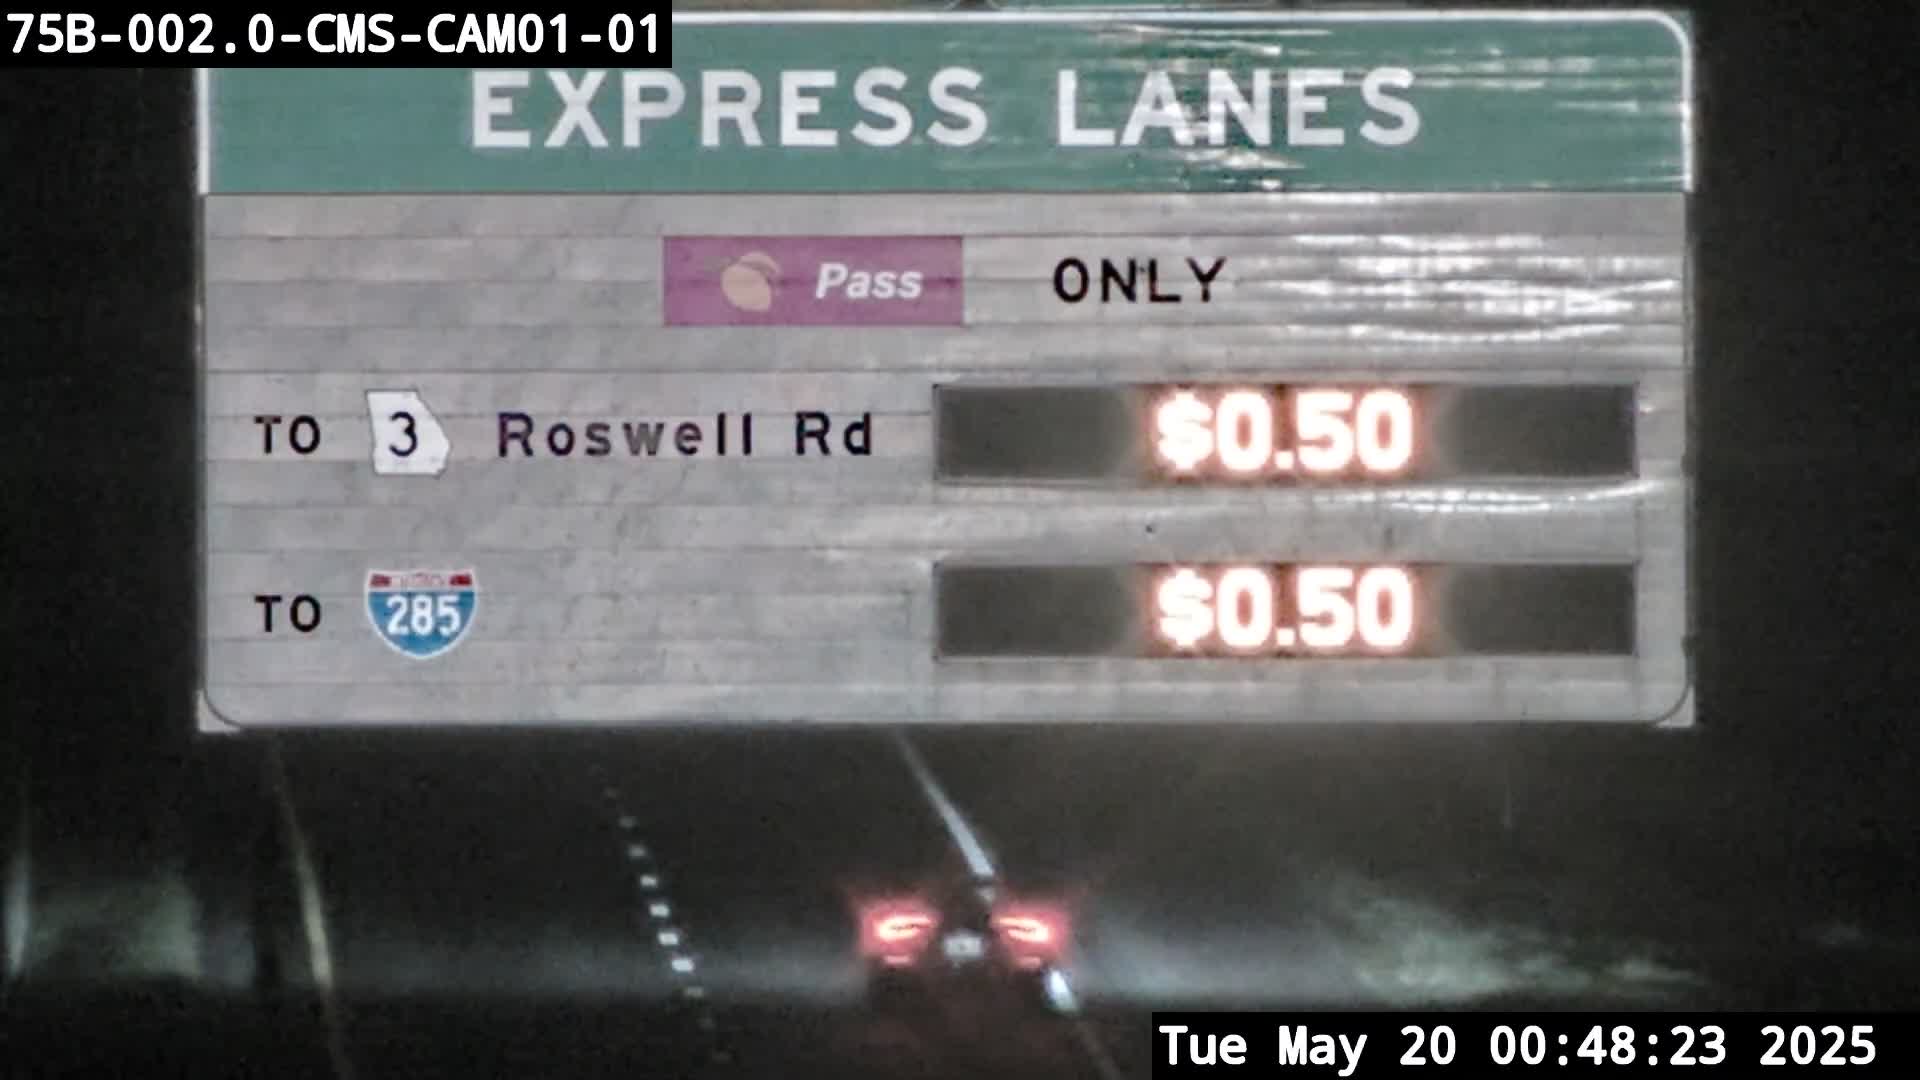 75B-002.0-CMS-CAM01-01
EXPRESS LANES
Pass ONLY
TO 3 Roswell Rd $0.50
TO 285 $0.50
Tue May 20 00:48:23 2025